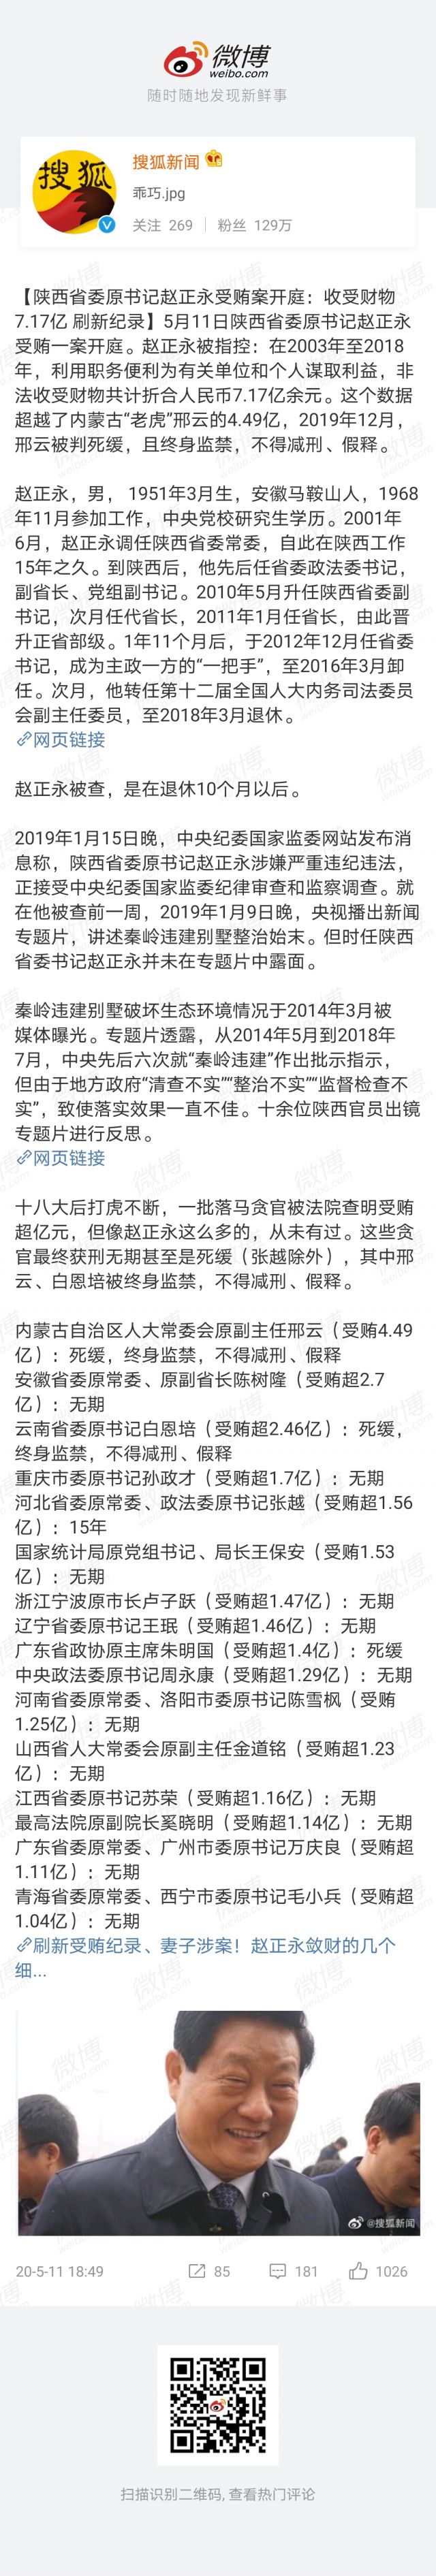 微博
weibo.com
随时随地发现新鲜事
搜狐
搜狐新闻
乖巧.jpg
关注 269 粉丝 129万
【陕西省委原书记赵正永受贿案开庭：收受财物
7.17亿 刷新纪录】5月11日陕西省委原书记赵正永
受贿一案开庭。赵正永被指控：在2003年至2018
年，利用职务便利为有关单位和个人谋取利益，非
法收受财物共计折合人民币7.17亿余元。这个数据
超越了内蒙古“老虎”邢云的4.49亿，2019年12月，
邢云被判死缓，且终身监禁，不得减刑、假释。
赵正永，男， 1951年3月生，安徽马鞍山人，1968
年11月参加工作，中央党校研究生学历。2001年
6月，赵正永调任陕西省委常委，自此在陕西工作
15年之久。到陕西后，他先后任省委政法委书记，
副省长、党组副书记。2010年5月升任陕西省委副
书记，次月任代省长，2011年1月任省长，由此晋
升正省部级。1年11个月后，于2012年12月任省委
书记，成为主政一方的“一把手”，至2016年3月卸
任。次月，他转任第十二届全国人大内务司法委员
会副主任委员，至2018年3月退休。
网页链接
赵正永被查，是在退休10个月以后。
2019年1月15日晚，中央纪委国家监委网站发布消
息称，陕西省委原书记赵正永涉嫌严重违纪违法，
正接受中央纪委国家监委纪律审查和监察调查。就
在他被查前一周，2019年1月9日晚，央视播出新闻
专题片，讲述秦岭违建别墅整治始末。但时任陕西
省委书记赵正永并未在专题片中露面。
秦岭违建别墅破坏生态环境情况于2014年3月被
媒体曝光。专题片透露，从2014年5月到2018年
7月，中央先后六次就“秦岭违建”作出批示指示，
但由于地方政府“清查不实”“整治不实”“监督检查不
实”，致使落实效果一直不佳。十余位陕西官员出镜
专题片进行反思。
网页链接
十八大后打虎不断，一批落马贪官被法院查明受贿
超亿元，但像赵正永这么多的，从未有过。这些贪
官最终获刑无期甚至是死缓（张越除外），其中邢
云、白恩培被终身监禁，不得减刑、假释。
内蒙古自治区人大常委会原副主任邢云（受贿4.49
亿）：死缓，终身监禁，不得减刑、假释
安徽省委原常委、原副省长陈树隆（受贿超2.7
亿）：无期
云南省委原书记白恩培（受贿超2.46亿）：死缓，
终身监禁，不得减刑、假释
重庆市委原书记孙政才（受贿超1.7亿）：无期
河北省委原常委、政法委原书记张越（受贿超1.56
亿）：15年
国家统计局原党组书记、局长王保安（受贿1.53
亿）：无期
浙江宁波原市长卢子跃（受贿超1.47亿）：无期
辽宁省委原书记王珉（受贿超1.46亿）：无期
广东省政协原主席朱明国（受贿超1.4亿）：死缓
中央政法委原书记周永康（受贿超1.29亿）：无期
河南省委原常委、洛阳市委原书记陈雪枫（受贿
1.25亿）：无期
山西省人大常委会原副主任金道铭（受贿超1.23
亿）：无期
江西省委原书记苏荣（受贿超1.16亿）：无期
最高法院原副院长奚晓明（受贿超1.14亿）：无期
广东省委原常委、广州市委原书记万庆良（受贿超
1.11亿）：无期
青海省委原常委、西宁市委原书记毛小兵（受贿超
1.04亿）：无期
刷新受贿纪录、妻子涉案！赵正永敛财的几个
细...
@搜狐新闻
20-5-11 18:49 85 181 1026
扫描识别二维码, 查看热门评论